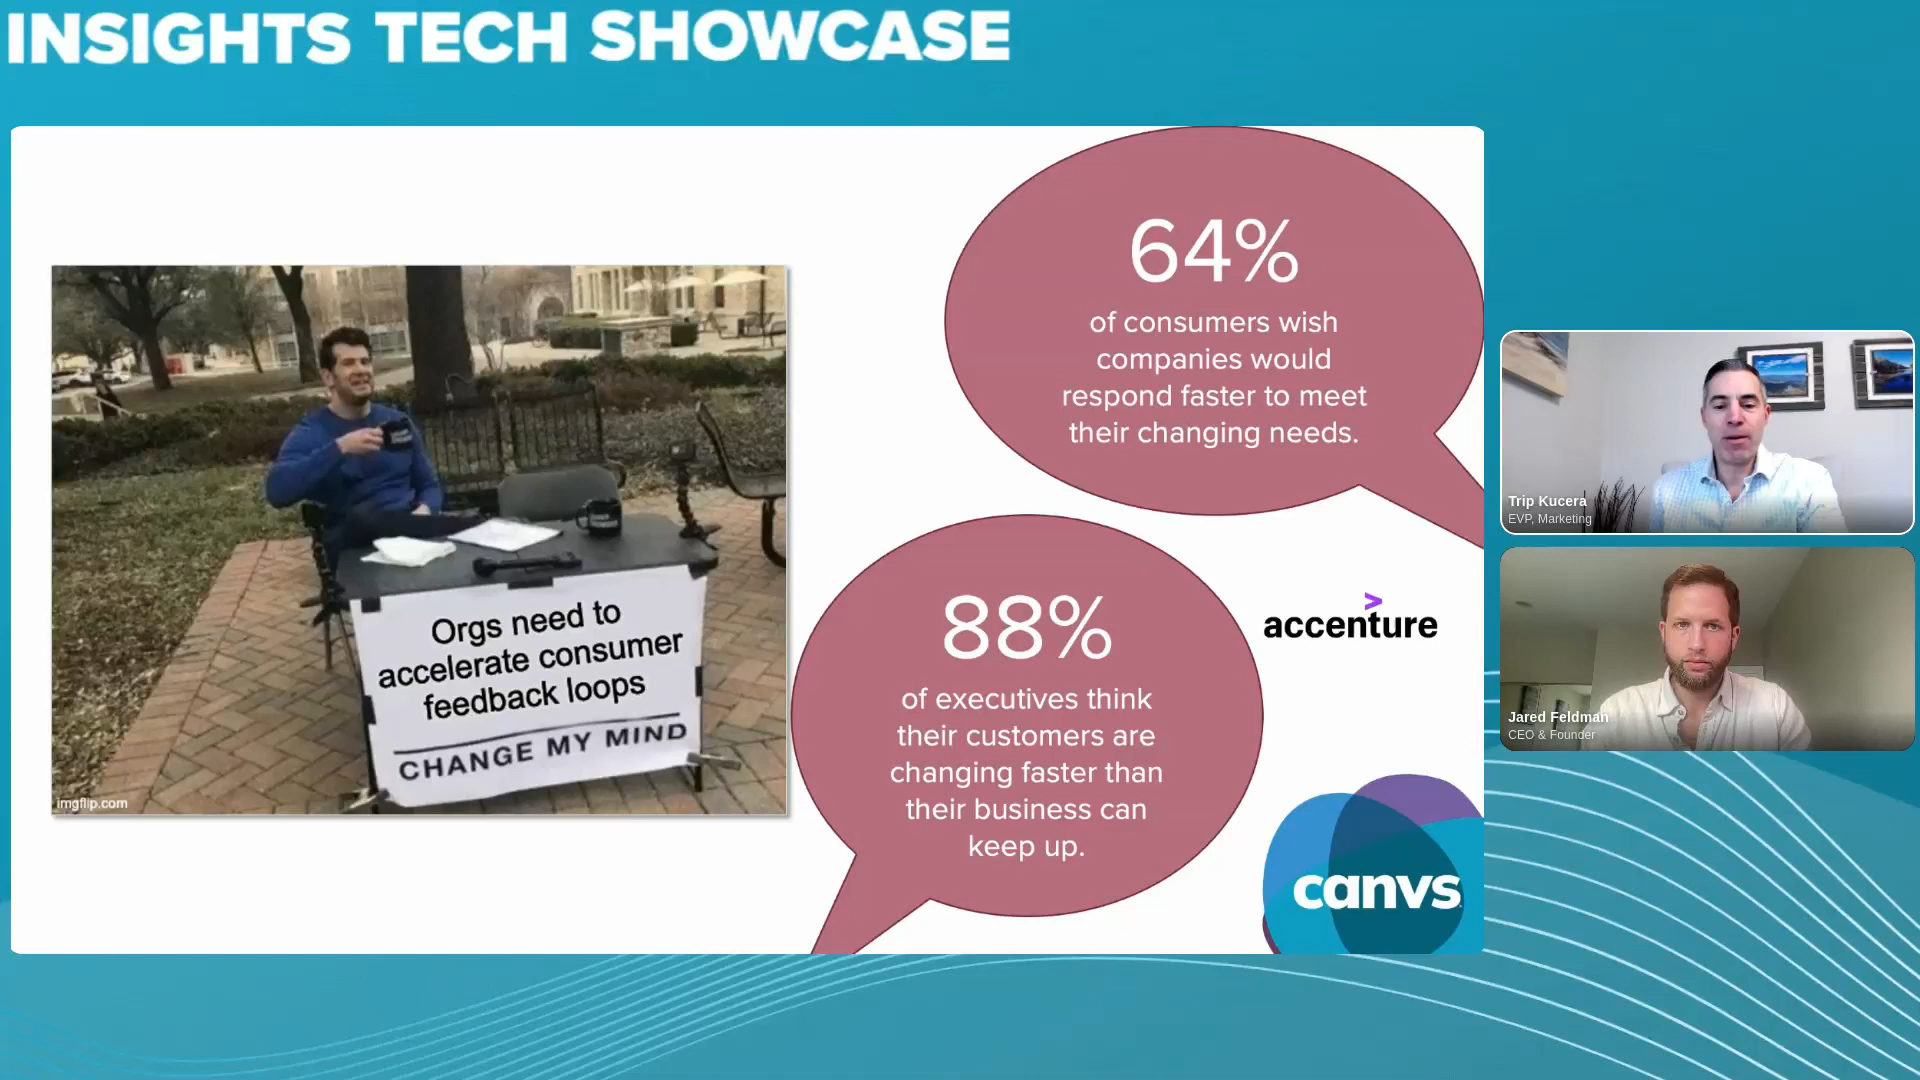 INSIGHTS TECH SHOWCASE
64%
of consumers wish
companies would
respond faster to meet
their changing needs.
Orgs need to
accelerate consumer
feedback loops
CHANGE MY MIND
imgflip.com
88%
of executives think
their customers are
changing faster than
their business can
keep up.
>
accenture
canvs
Trip Kucera
EVP, Marketing
Jared Feldman
CEO & Founder